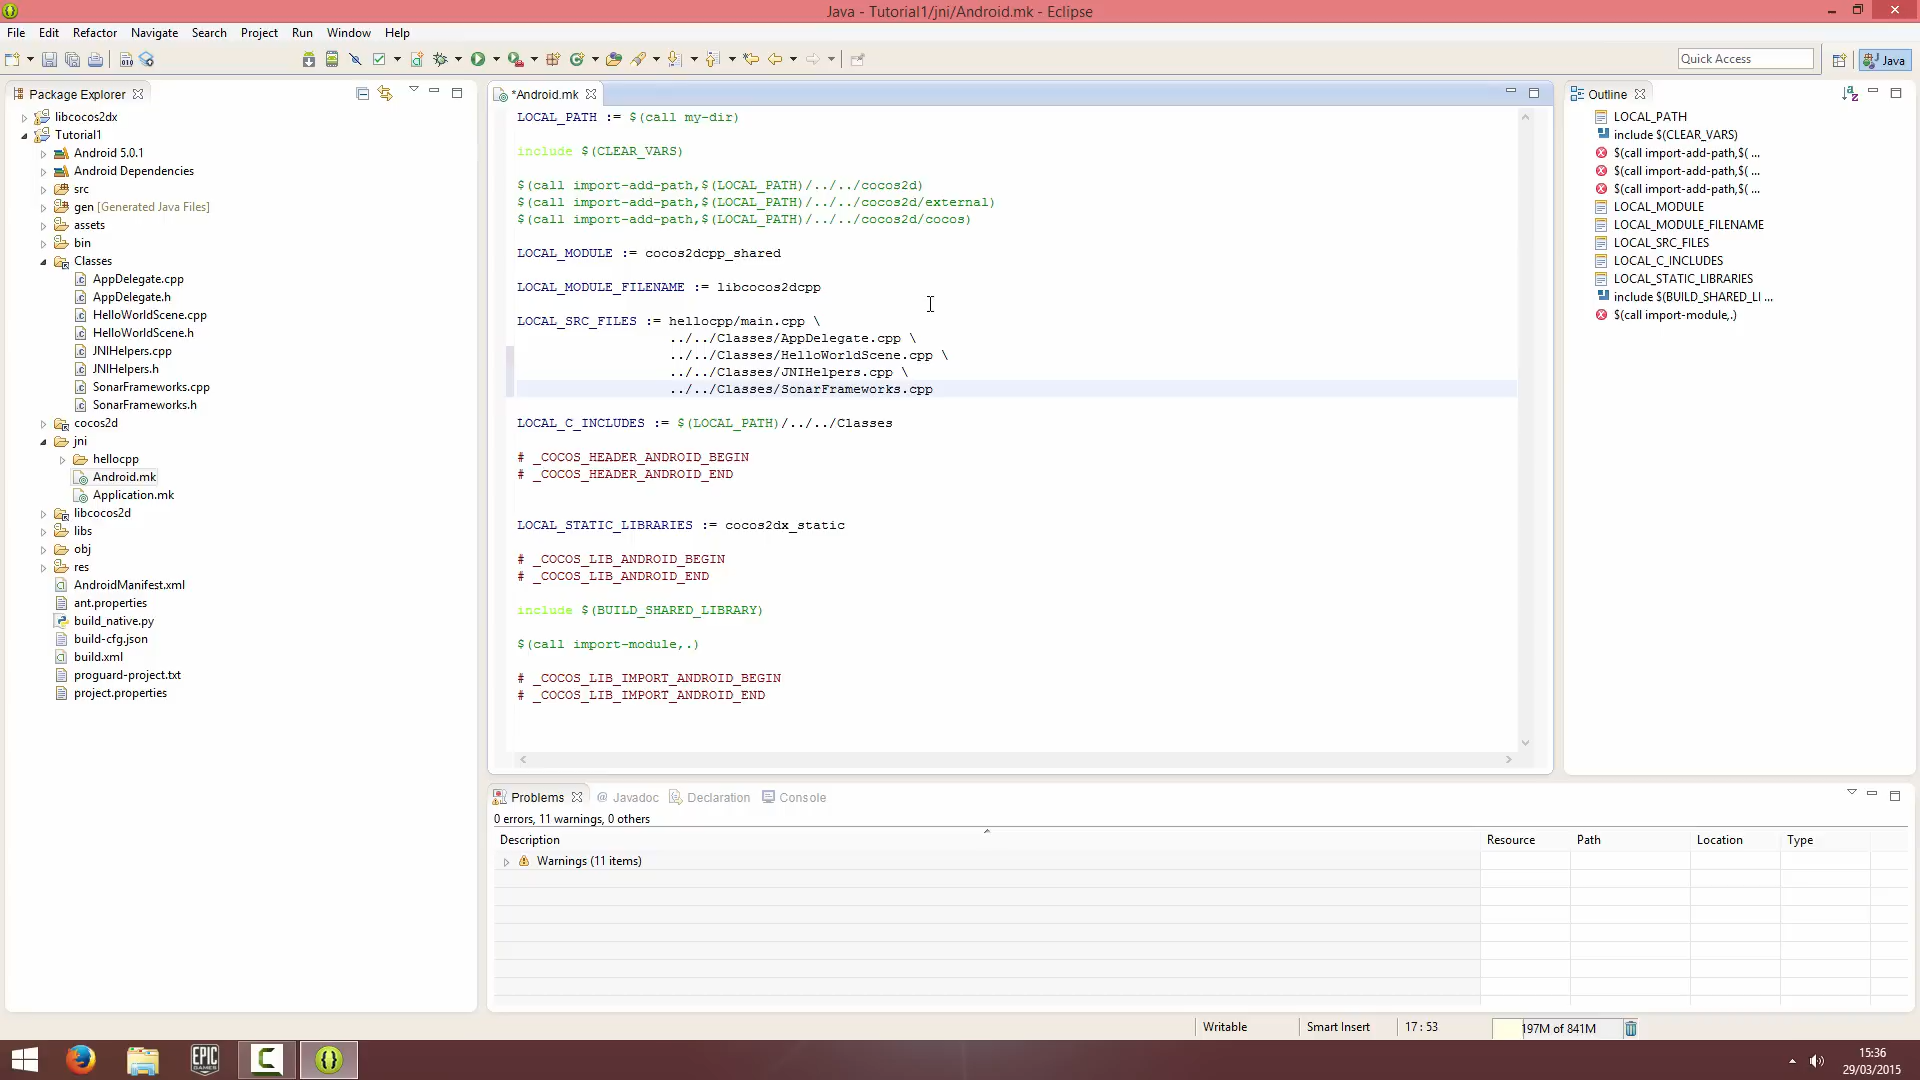 Java - Tutorial1/jni/Android.mk - Eclipse
File Edit Refactor Navigate Search Project Run Window Help
Quick Access
Java
Package Explorer
libcocos2dx
Tutorial1
Android 5.0.1
Android Dependencies
src
gen [Generated Java Files]
assets
bin
Classes
AppDelegate.cpp
AppDelegate.h
HelloWorldScene.cpp
HelloWorldScene.h
JNIHelpers.cpp
JNIHelpers.h
SonarFrameworks.cpp
SonarFrameworks.h
cocos2d
jni
hellocpp
Android.mk
Application.mk
libcocos2d
libs
obj
res
AndroidManifest.xml
ant.properties
build_native.py
build-cfg.json
build.xml
proguard-project.txt
project.properties
*Android.mk
LOCAL_PATH := $(call my-dir)
include $(CLEAR_VARS)
$(call import-add-path,$(LOCAL_PATH)/../../cocos2d)
$(call import-add-path,$(LOCAL_PATH)/../../cocos2d/external)
$(call import-add-path,$(LOCAL_PATH)/../../cocos2d/cocos)
LOCAL_MODULE := cocos2dcpp_shared
LOCAL_MODULE_FILENAME := libcocos2dcpp
LOCAL_SRC_FILES := hellocpp/main.cpp \
../../Classes/AppDelegate.cpp \
../../Classes/HelloWorldScene.cpp \
../../Classes/JNIHelpers.cpp \
../../Classes/SonarFrameworks.cpp
LOCAL_C_INCLUDES := $(LOCAL_PATH)/../../Classes
# _COCOS_HEADER_ANDROID_BEGIN
# _COCOS_HEADER_ANDROID_END
LOCAL_STATIC_LIBRARIES := cocos2dx_static
# _COCOS_LIB_ANDROID_BEGIN
# _COCOS_LIB_ANDROID_END
include $(BUILD_SHARED_LIBRARY)
$(call import-module,.)
# _COCOS_LIB_IMPORT_ANDROID_BEGIN
# _COCOS_LIB_IMPORT_ANDROID_END
Outline
LOCAL_PATH
include $(CLEAR_VARS)
$(call import-add-path,$( ...
$(call import-add-path,$( ...
$(call import-add-path,$( ...
LOCAL_MODULE
LOCAL_MODULE_FILENAME
LOCAL_SRC_FILES
LOCAL_C_INCLUDES
LOCAL_STATIC_LIBRARIES
include $(BUILD_SHARED_LI ...
$(call import-module,.)
Problems @ Javadoc Declaration Console
0 errors, 11 warnings, 0 others
Description Resource Path Location Type
Warnings (11 items)
Writable Smart Insert 17 : 53 197M of 841M
EPIC GAMES
15:36
29/03/2015